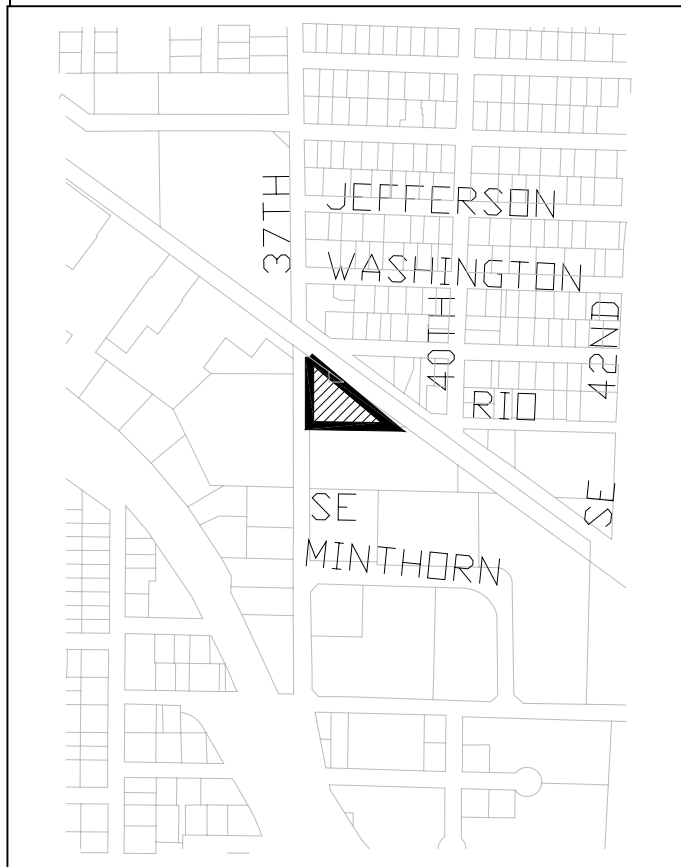 37TH
JEFFERSON
WASHINGTON
40TH
42ND
RIO
SE
SE
MINTHORN